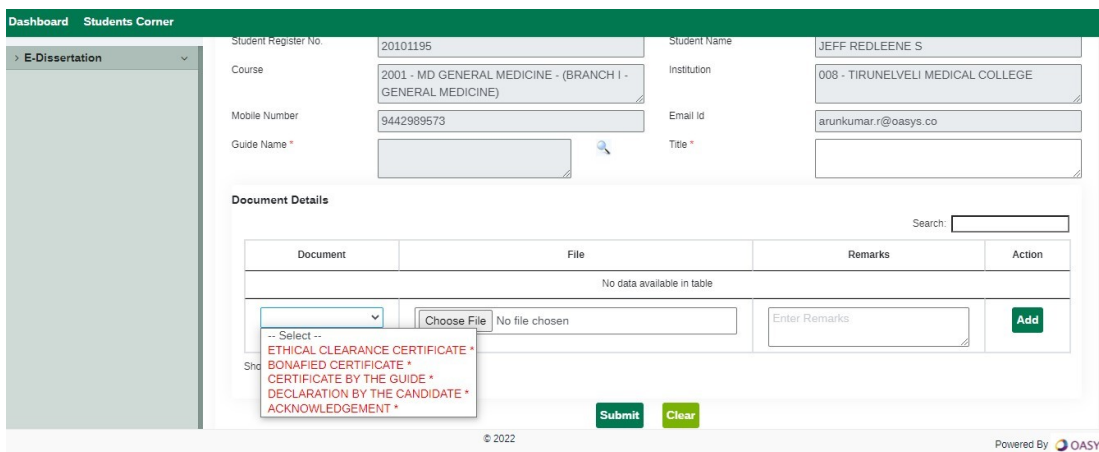 Dashboard Students Corner
> E-Dissertation
Student Register No. 20101195 Student Name JEFF REDLEENE S
Course 2001 - MD GENERAL MEDICINE - (BRANCH I - GENERAL MEDICINE) Institution 008 - TIRUNELVELI MEDICAL COLLEGE
Mobile Number 9442989573 Email Id arunkumar.r@oasys.co
Guide Name * Title *
Document Details
Search:
Document File Remarks Action
No data available in table
Choose File No file chosen Enter Remarks Add
-- Select --
ETHICAL CLEARANCE CERTIFICATE *
BONAFIED CERTIFICATE *
CERTIFICATE BY THE GUIDE *
DECLARATION BY THE CANDIDATE *
ACKNOWLEDGEMENT *
Sho
Submit Clear
© 2022
Powered By OASY